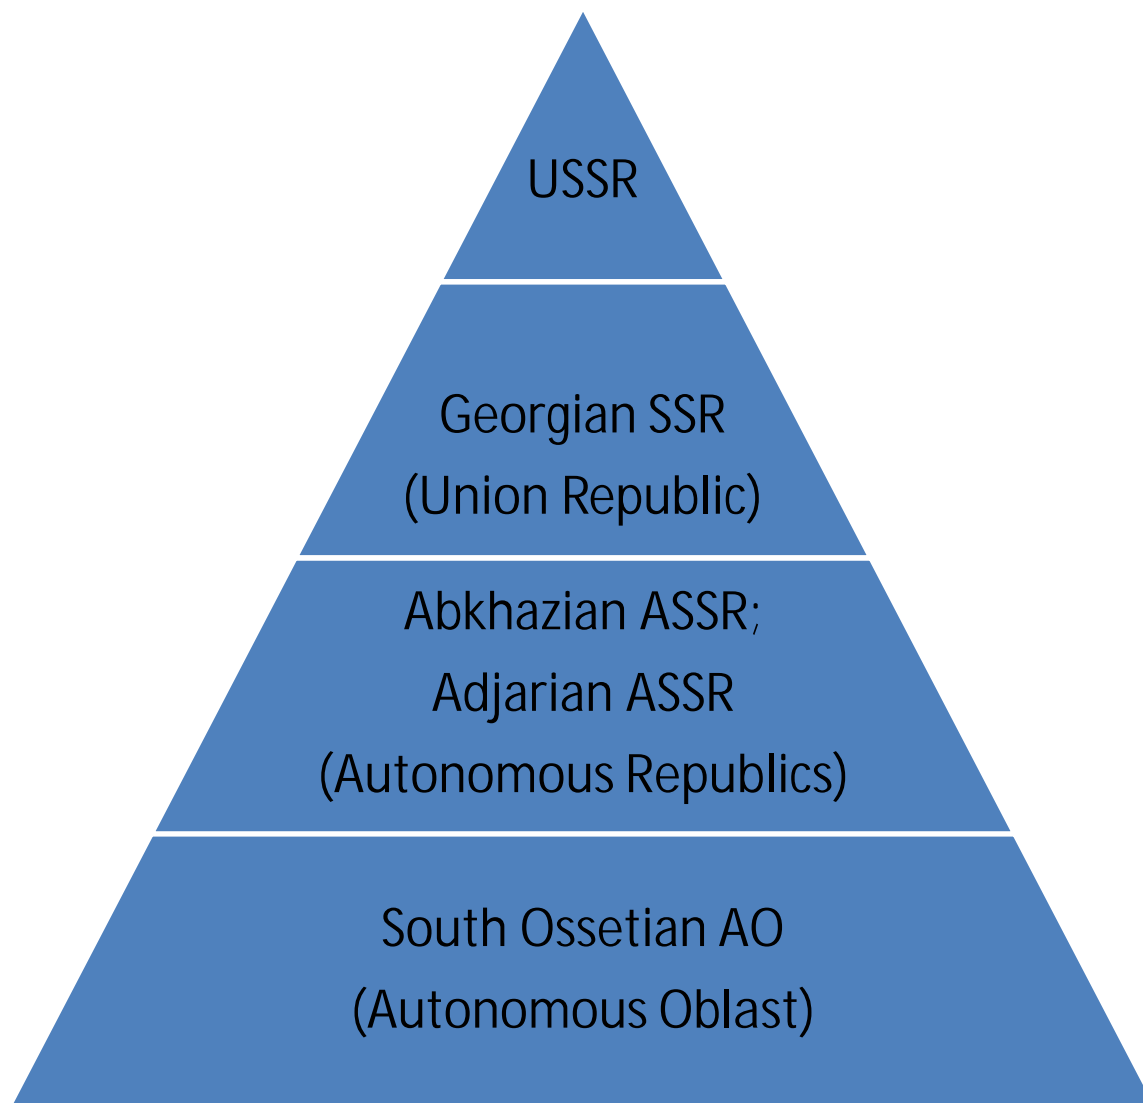 USSR
Georgian SSR
(Union Republic)
Abkhazian ASSR;
Adjarian ASSR
(Autonomous Republics)
South Ossetian AO
(Autonomous Oblast)